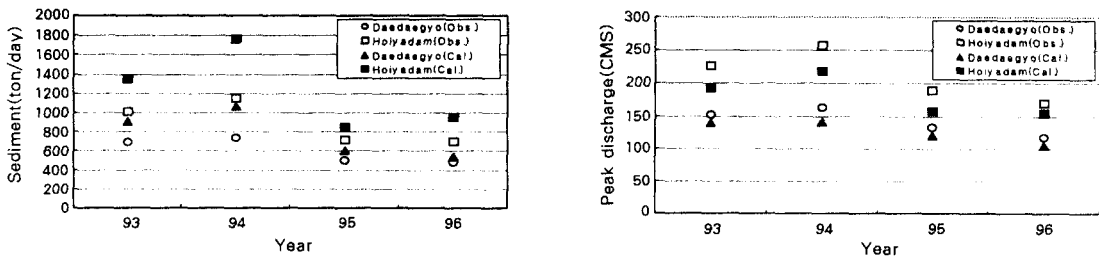 Sediment(ton/day)
2000
1800
1600
1400
1200
1000
800
600
400
200
0
Daedaegyo(Obs.)
Hoiyadam(Obs.)
Daedaegyo(Cal.)
Hoiyadam(Cal.)
93 94 95 96
Year
Peak discharge(CMS)
300
250
200
150
100
50
0
Daedaegyo(Obs.)
Hoiyadam(Obs.)
Daedaegyo(Cal.)
Hoiyadam(Cal.)
93 94 95 96
Year